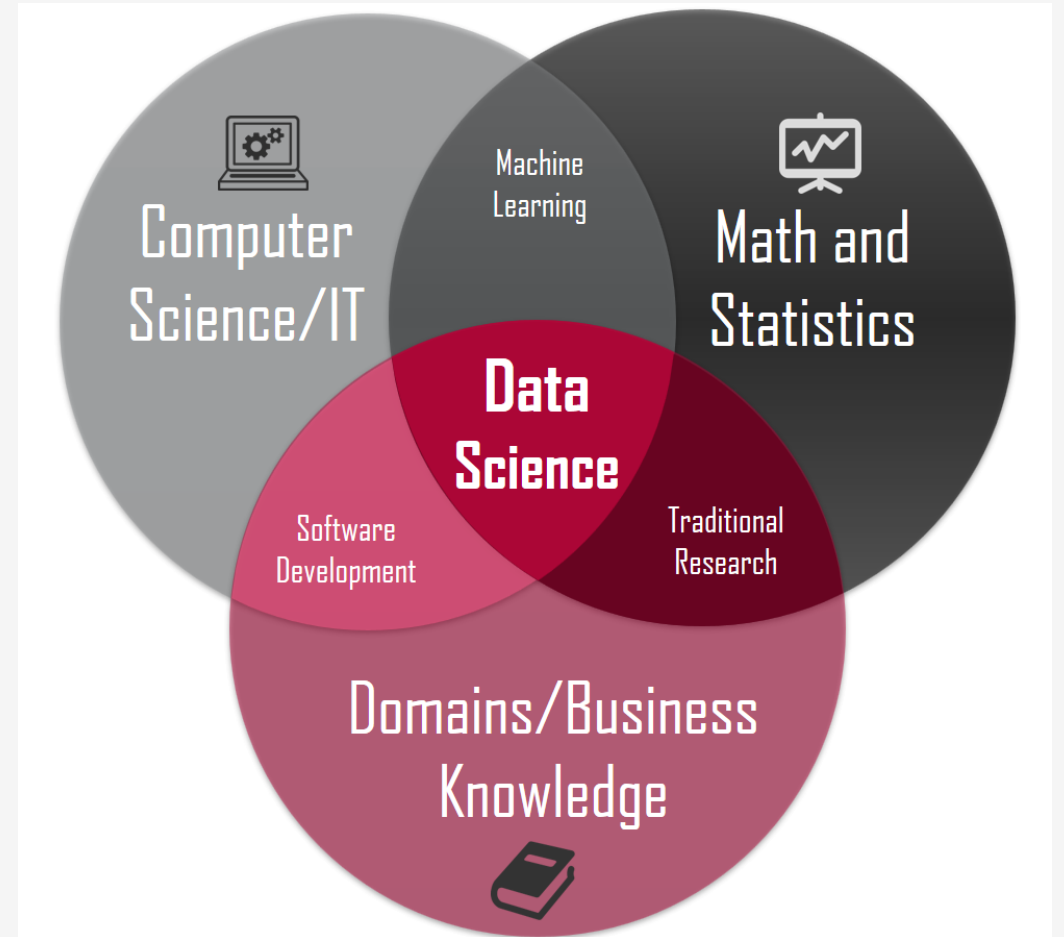 Machine
Learning
Computer
Science/IT
Math and
Statistics
Data
Science
Software
Development
Traditional
Research
Domains/Business
Knowledge